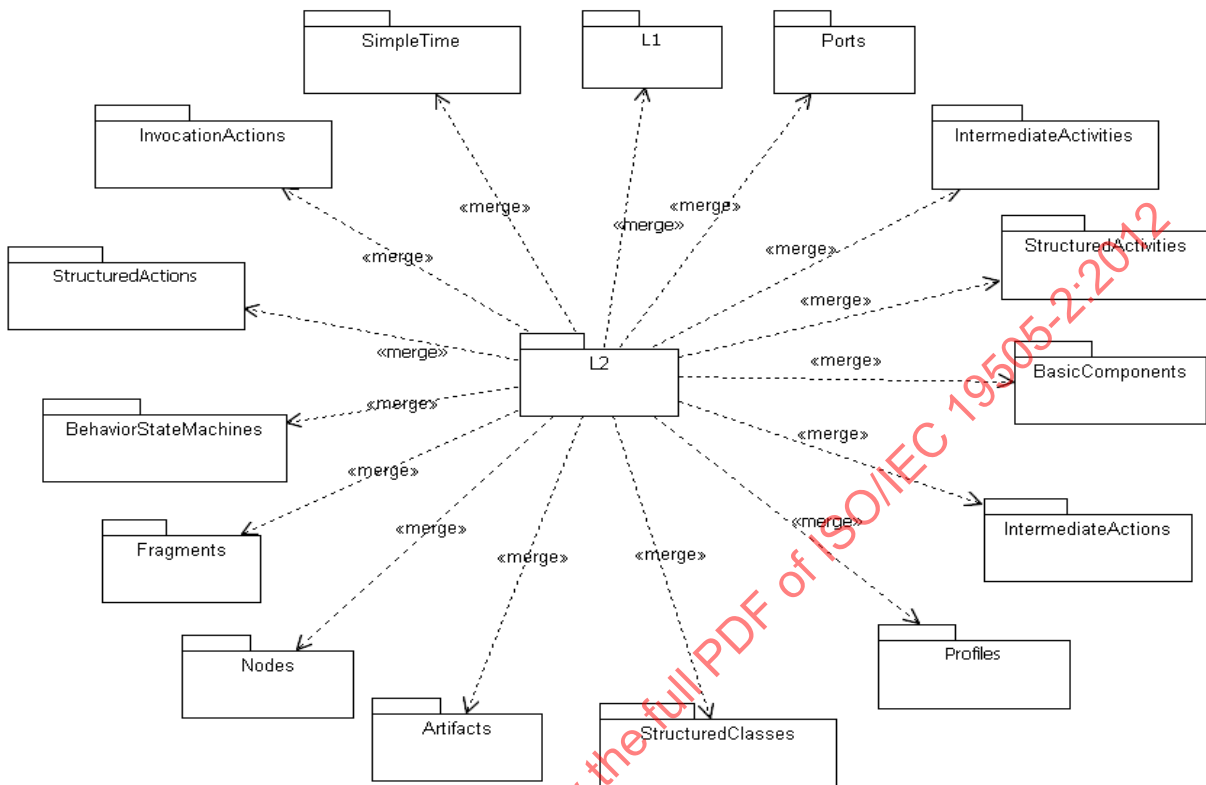 SimpleTime
L1
Ports
InvocationActions
IntermediateActivities
«merge»
«merge»
«merge»
«merge»
«merge»
StructuredActions
StructuredActivities
«merge»
«merge»
L2
«merge»
BasicComponents
BehaviorStateMachines
«merge»
«merge»
«merge»
Fragments
«merge»
«merge»
«merge»
«merge»
IntermediateActions
Nodes
Profiles
Artifacts
StructuredClasses
the full PDF of ISO/IEC 19505-2:2012